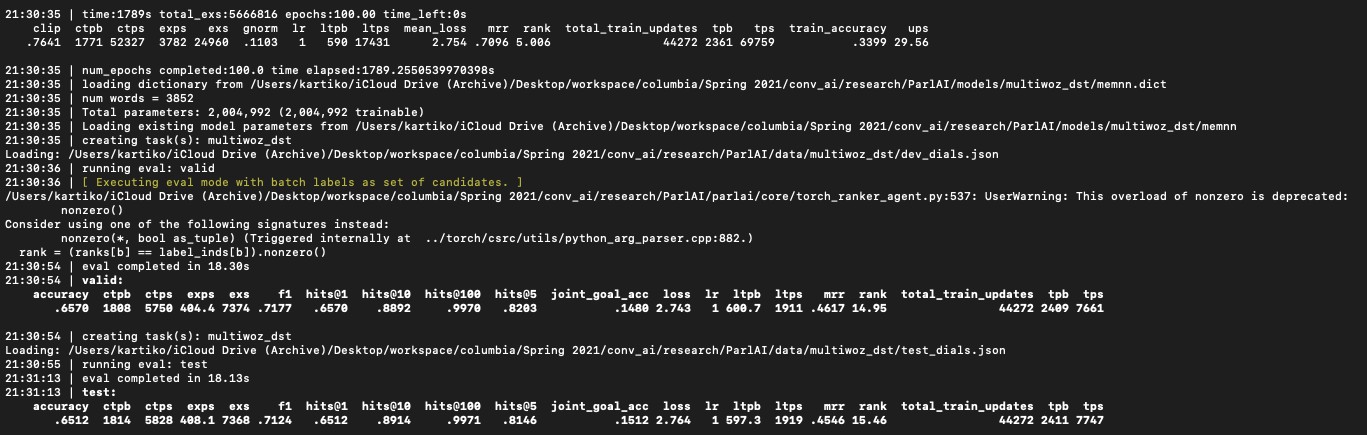 21:30:35 | time:1789s total_exs:5666816 epochs:100.00 time_left:0s
clip ctpb ctps exps exs gnorm lr ltpb ltps mean_loss mrr rank total_train_updates tpb tps train_accuracy ups
.7641 1771 52327 3782 24960 .1103 1 590 17431 2.754 .7096 5.006 44272 2361 69759 .3399 29.56
21:30:35 | num_epochs completed:100.0 time elapsed:1789.2550539970398s
21:30:35 | loading dictionary from /Users/kartiko/iCloud Drive (Archive)/Desktop/workspace/columbia/Spring 2021/conv_ai/research/ParlAI/models/multiwoz_dst/memnn.dict
21:30:35 | num words = 3852
21:30:35 | Total parameters: 2,004,992 (2,004,992 trainable)
21:30:35 | Loading existing model parameters from /Users/kartiko/iCloud Drive (Archive)/Desktop/workspace/columbia/Spring 2021/conv_ai/research/ParlAI/models/multiwoz_dst/memnn
21:30:35 | creating task(s): multiwoz_dst
Loading: /Users/kartiko/iCloud Drive (Archive)/Desktop/workspace/columbia/Spring 2021/conv_ai/research/ParlAI/data/multiwoz_dst/dev_dials.json
21:30:36 | running eval: valid
21:30:36 | [ Executing eval mode with batch labels as set of candidates. ]
/Users/kartiko/iCloud Drive (Archive)/Desktop/workspace/columbia/Spring 2021/conv_ai/research/ParlAI/parlai/core/torch_ranker_agent.py:537: UserWarning: This overload of nonzero is deprecated:
nonzero()
Consider using one of the following signatures instead:
nonzero(*, bool as_tuple) (Triggered internally at ../torch/csrc/utils/python_arg_parser.cpp:882.)
rank = (ranks[b] == label_inds[b]).nonzero()
21:30:54 | eval completed in 18.30s
21:30:54 | valid:
accuracy ctpb ctps exps exs f1 hits@1 hits@10 hits@100 hits@5 joint_goal_acc loss lr ltpb ltps mrr rank total_train_updates tpb tps
.6570 1808 5750 404.4 7374 .7177 .6570 .8892 .9970 .8203 .1480 2.743 1 600.7 1911 .4617 14.95 44272 2409 7661
21:30:54 | creating task(s): multiwoz_dst
Loading: /Users/kartiko/iCloud Drive (Archive)/Desktop/workspace/columbia/Spring 2021/conv_ai/research/ParlAI/data/multiwoz_dst/test_dials.json
21:30:55 | running eval: test
21:31:13 | eval completed in 18.13s
21:31:13 | test:
accuracy ctpb ctps exps exs f1 hits@1 hits@10 hits@100 hits@5 joint_goal_acc loss lr ltpb ltps mrr rank total_train_updates tpb tps
.6512 1814 5828 408.1 7368 .7124 .6512 .8914 .9971 .8146 .1512 2.764 1 597.3 1919 .4546 15.46 44272 2411 7747